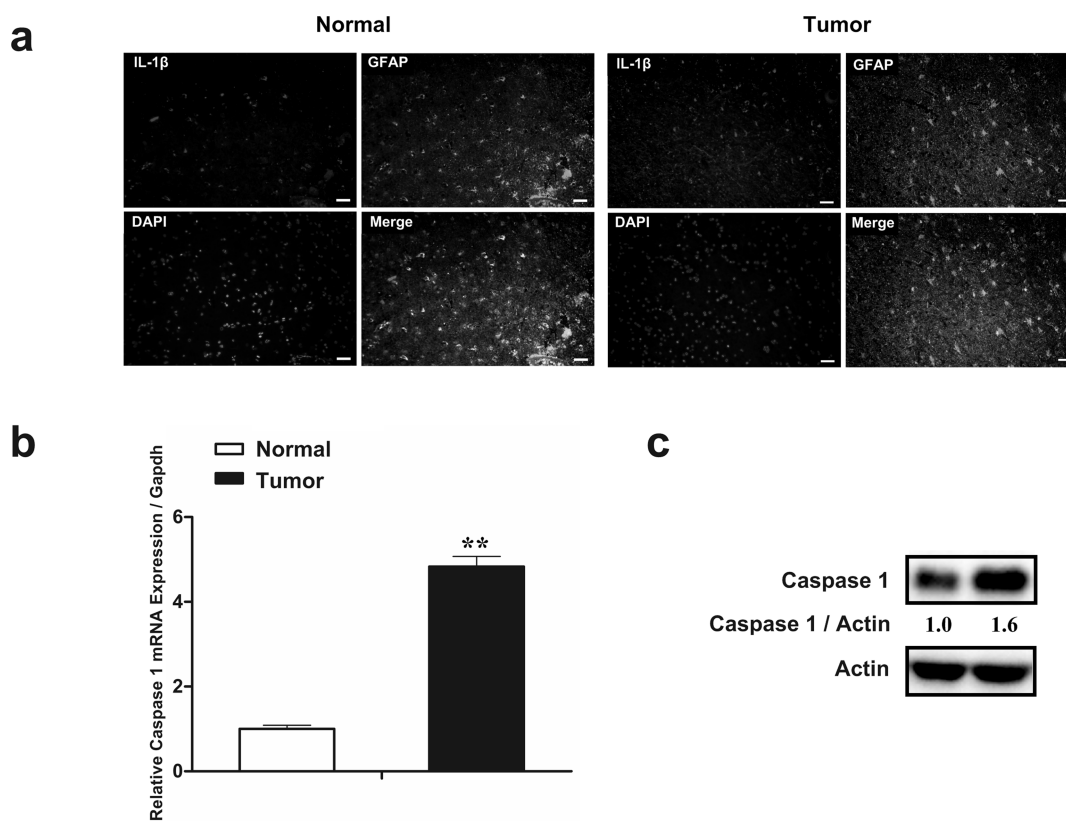 a
Normal
Tumor
IL-1β
GFAP
IL-1β
GFAP
DAPI
Merge
DAPI
Merge
b
Normal
Tumor
Relative Caspase 1 mRNA Expression / Gapdh
6
**
4
2
0
c
Caspase 1
Caspase 1 / Actin 1.0 1.6
Actin